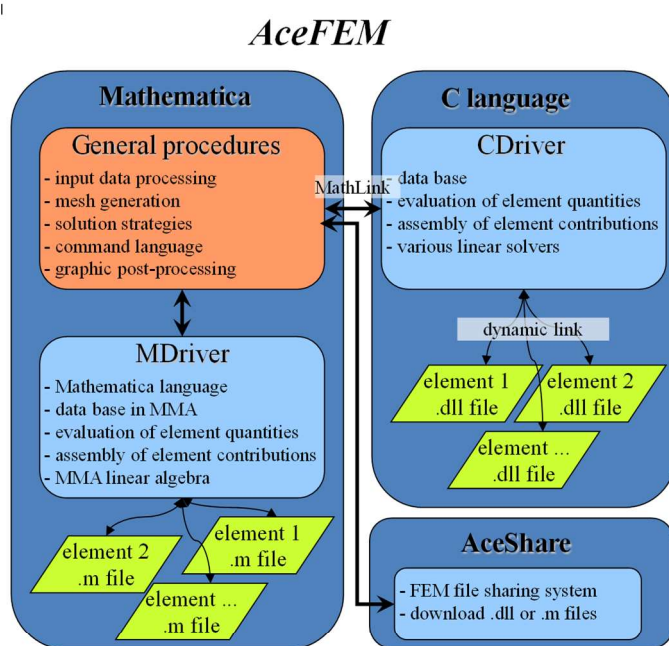 AceFEM
Mathematica
General procedures
- input data processing
- mesh generation
- solution strategies
- command language
- graphic post-processing
MathLink
MDriver
- Mathematica language
- data base in MMA
- evaluation of element quantities
- assembly of element contributions
- MMA linear algebra
element 2
.m file
element 1
.m file
element ...
.m file
C language
CDriver
- data base
- evaluation of element quantities
- assembly of element contributions
- various linear solvers
dynamic link
element 1
.dll file
element 2
.dll file
element ...
.dll file
AceShare
- FEM file sharing system
- download .dll or .m files